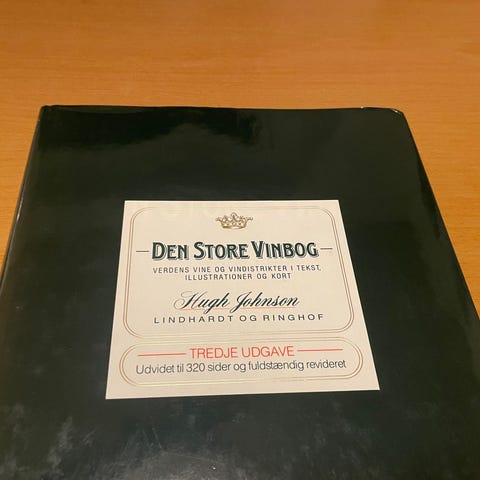 DEN STORE VINBOG
VERDENS VINE OG VINDISTRIKTER I TEKST,
ILLUSTRATIONER OG KORT
Hugh Johnson
LINDHARDT OG RINGHOF
TREDJE UDGAVE
Udvidet til 320 sider og fuldstændig revideret